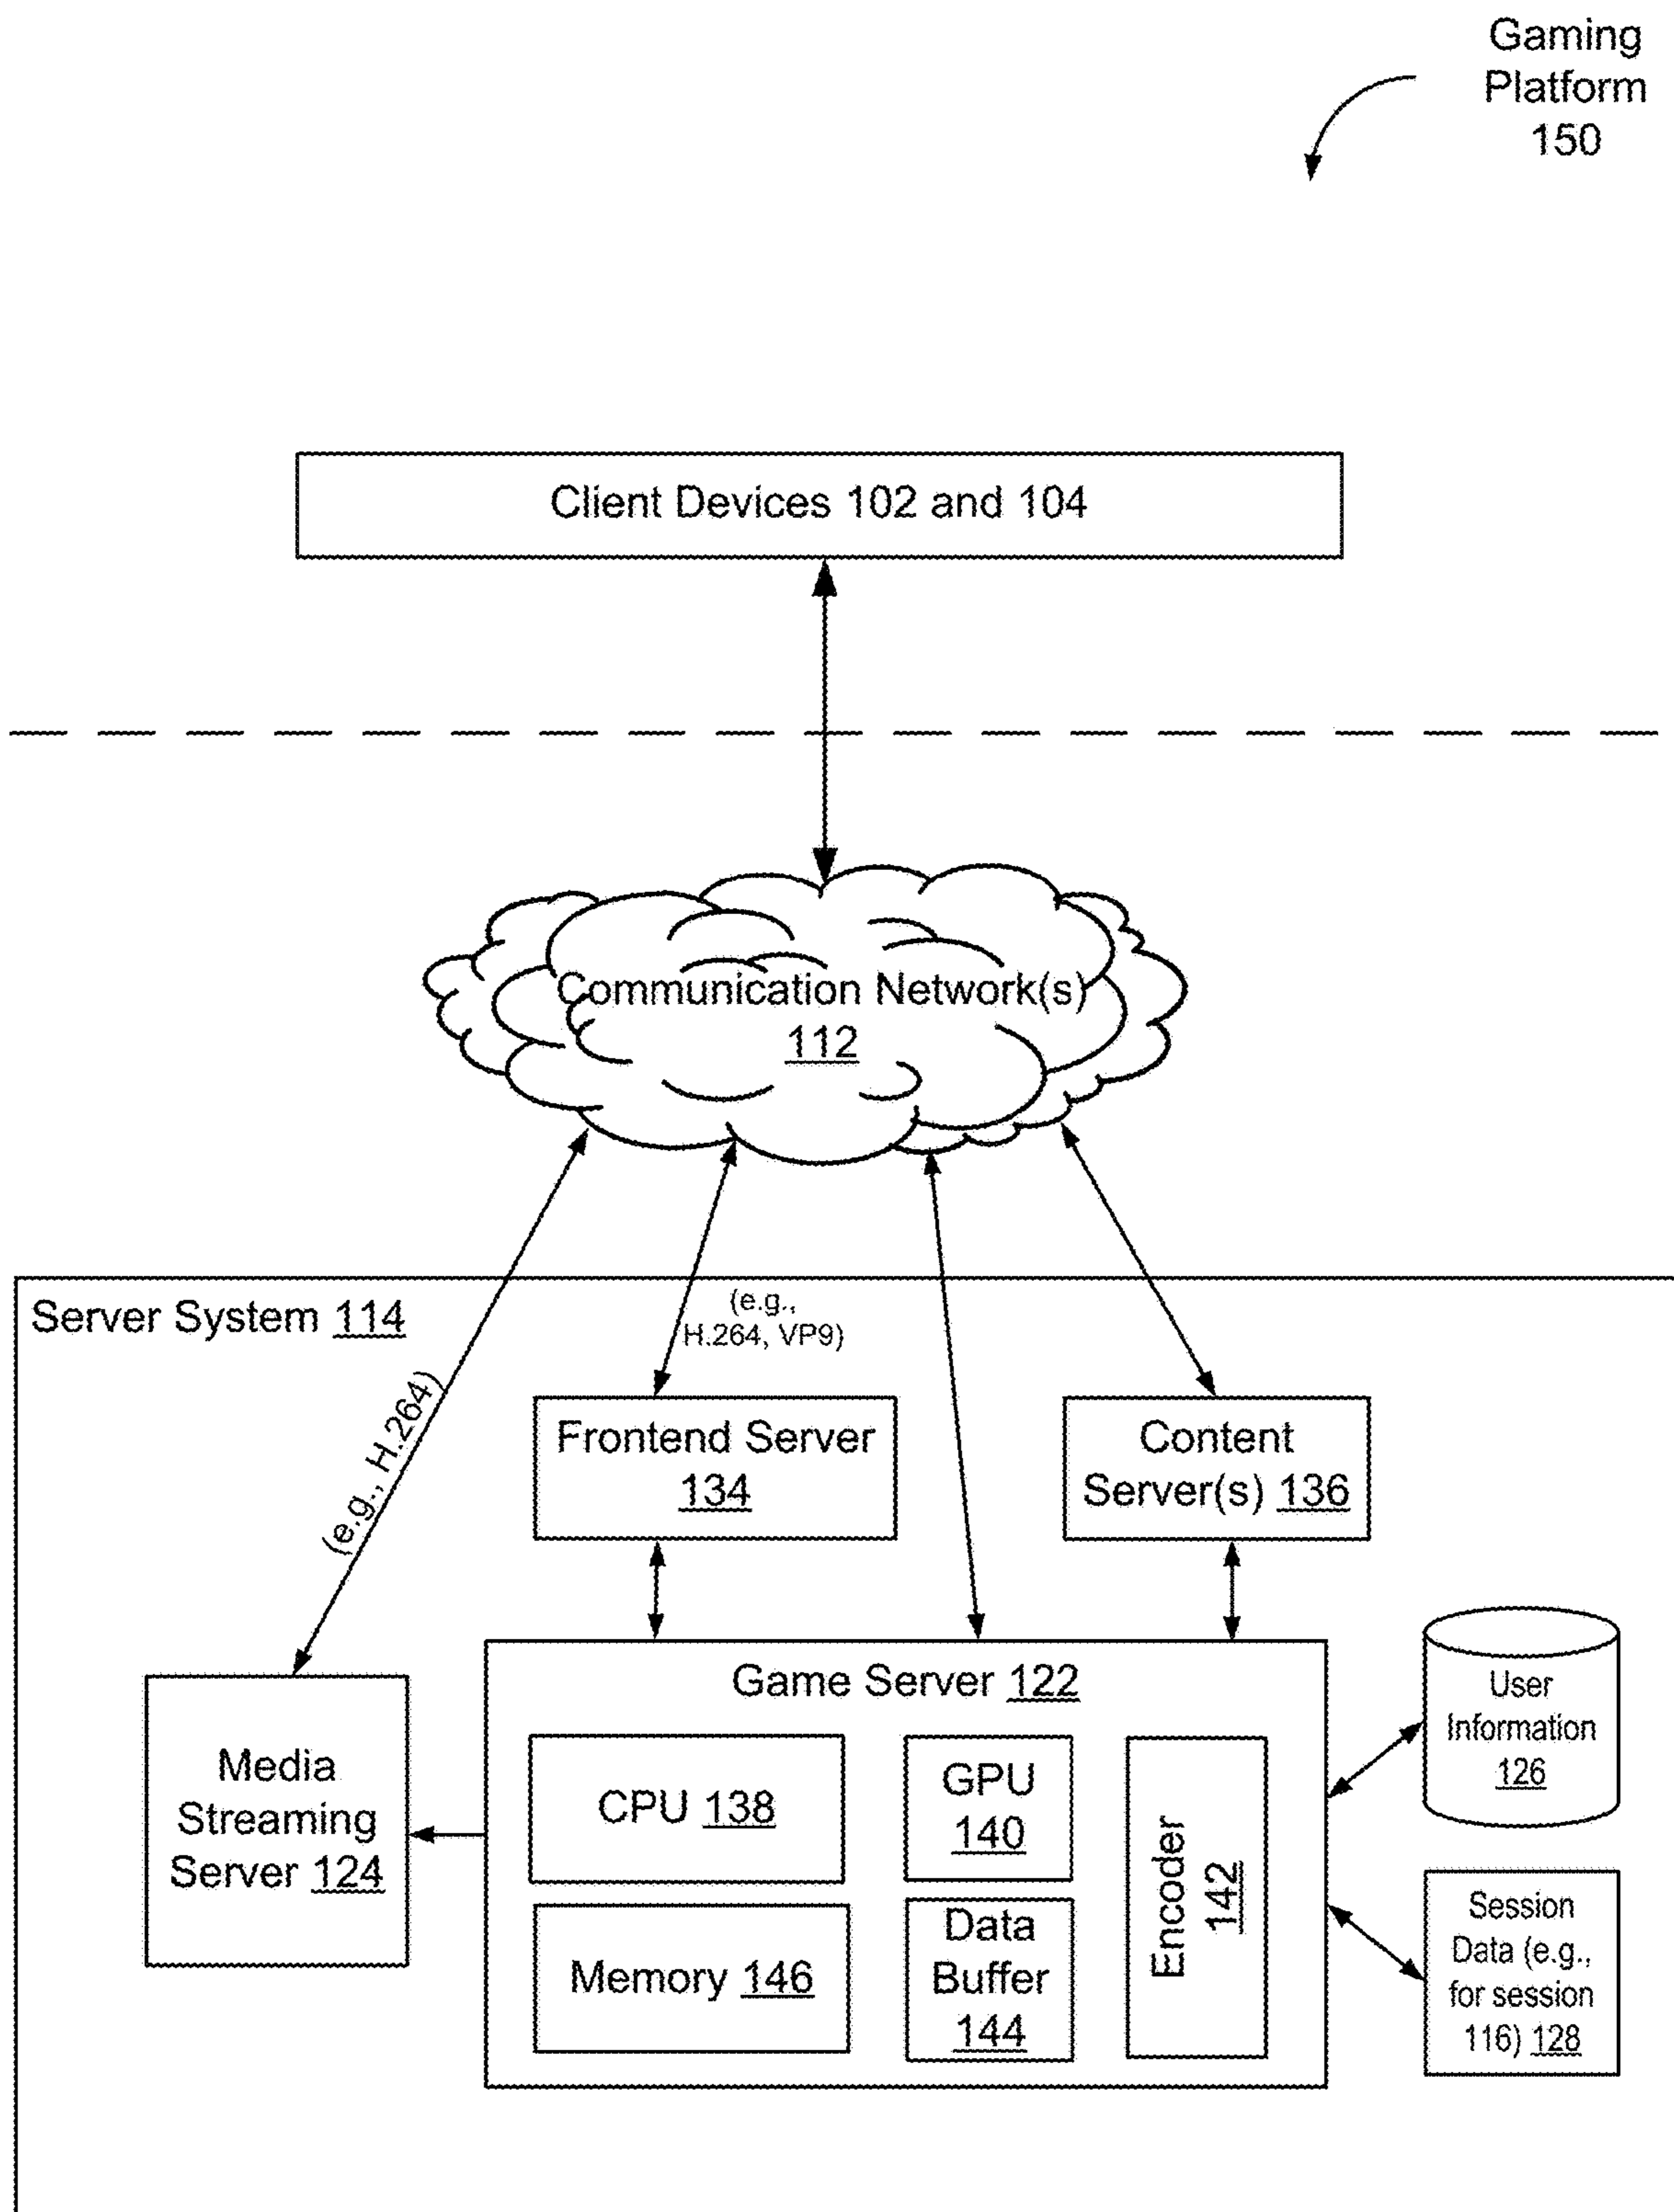 Gaming
Platform
150
Client Devices 102 and 104
Communication Network(s)
112
Server System 114
(e.g., H.264)
(e.g.,
H.264, VP9)
Frontend Server
134
Content
Server(s) 136
Game Server 122
Media
Streaming
Server 124
CPU 138
GPU
140
Encoder
142
Memory 146
Data
Buffer
144
User
Information
126
Session
Data (e.g.,
for session
116) 128